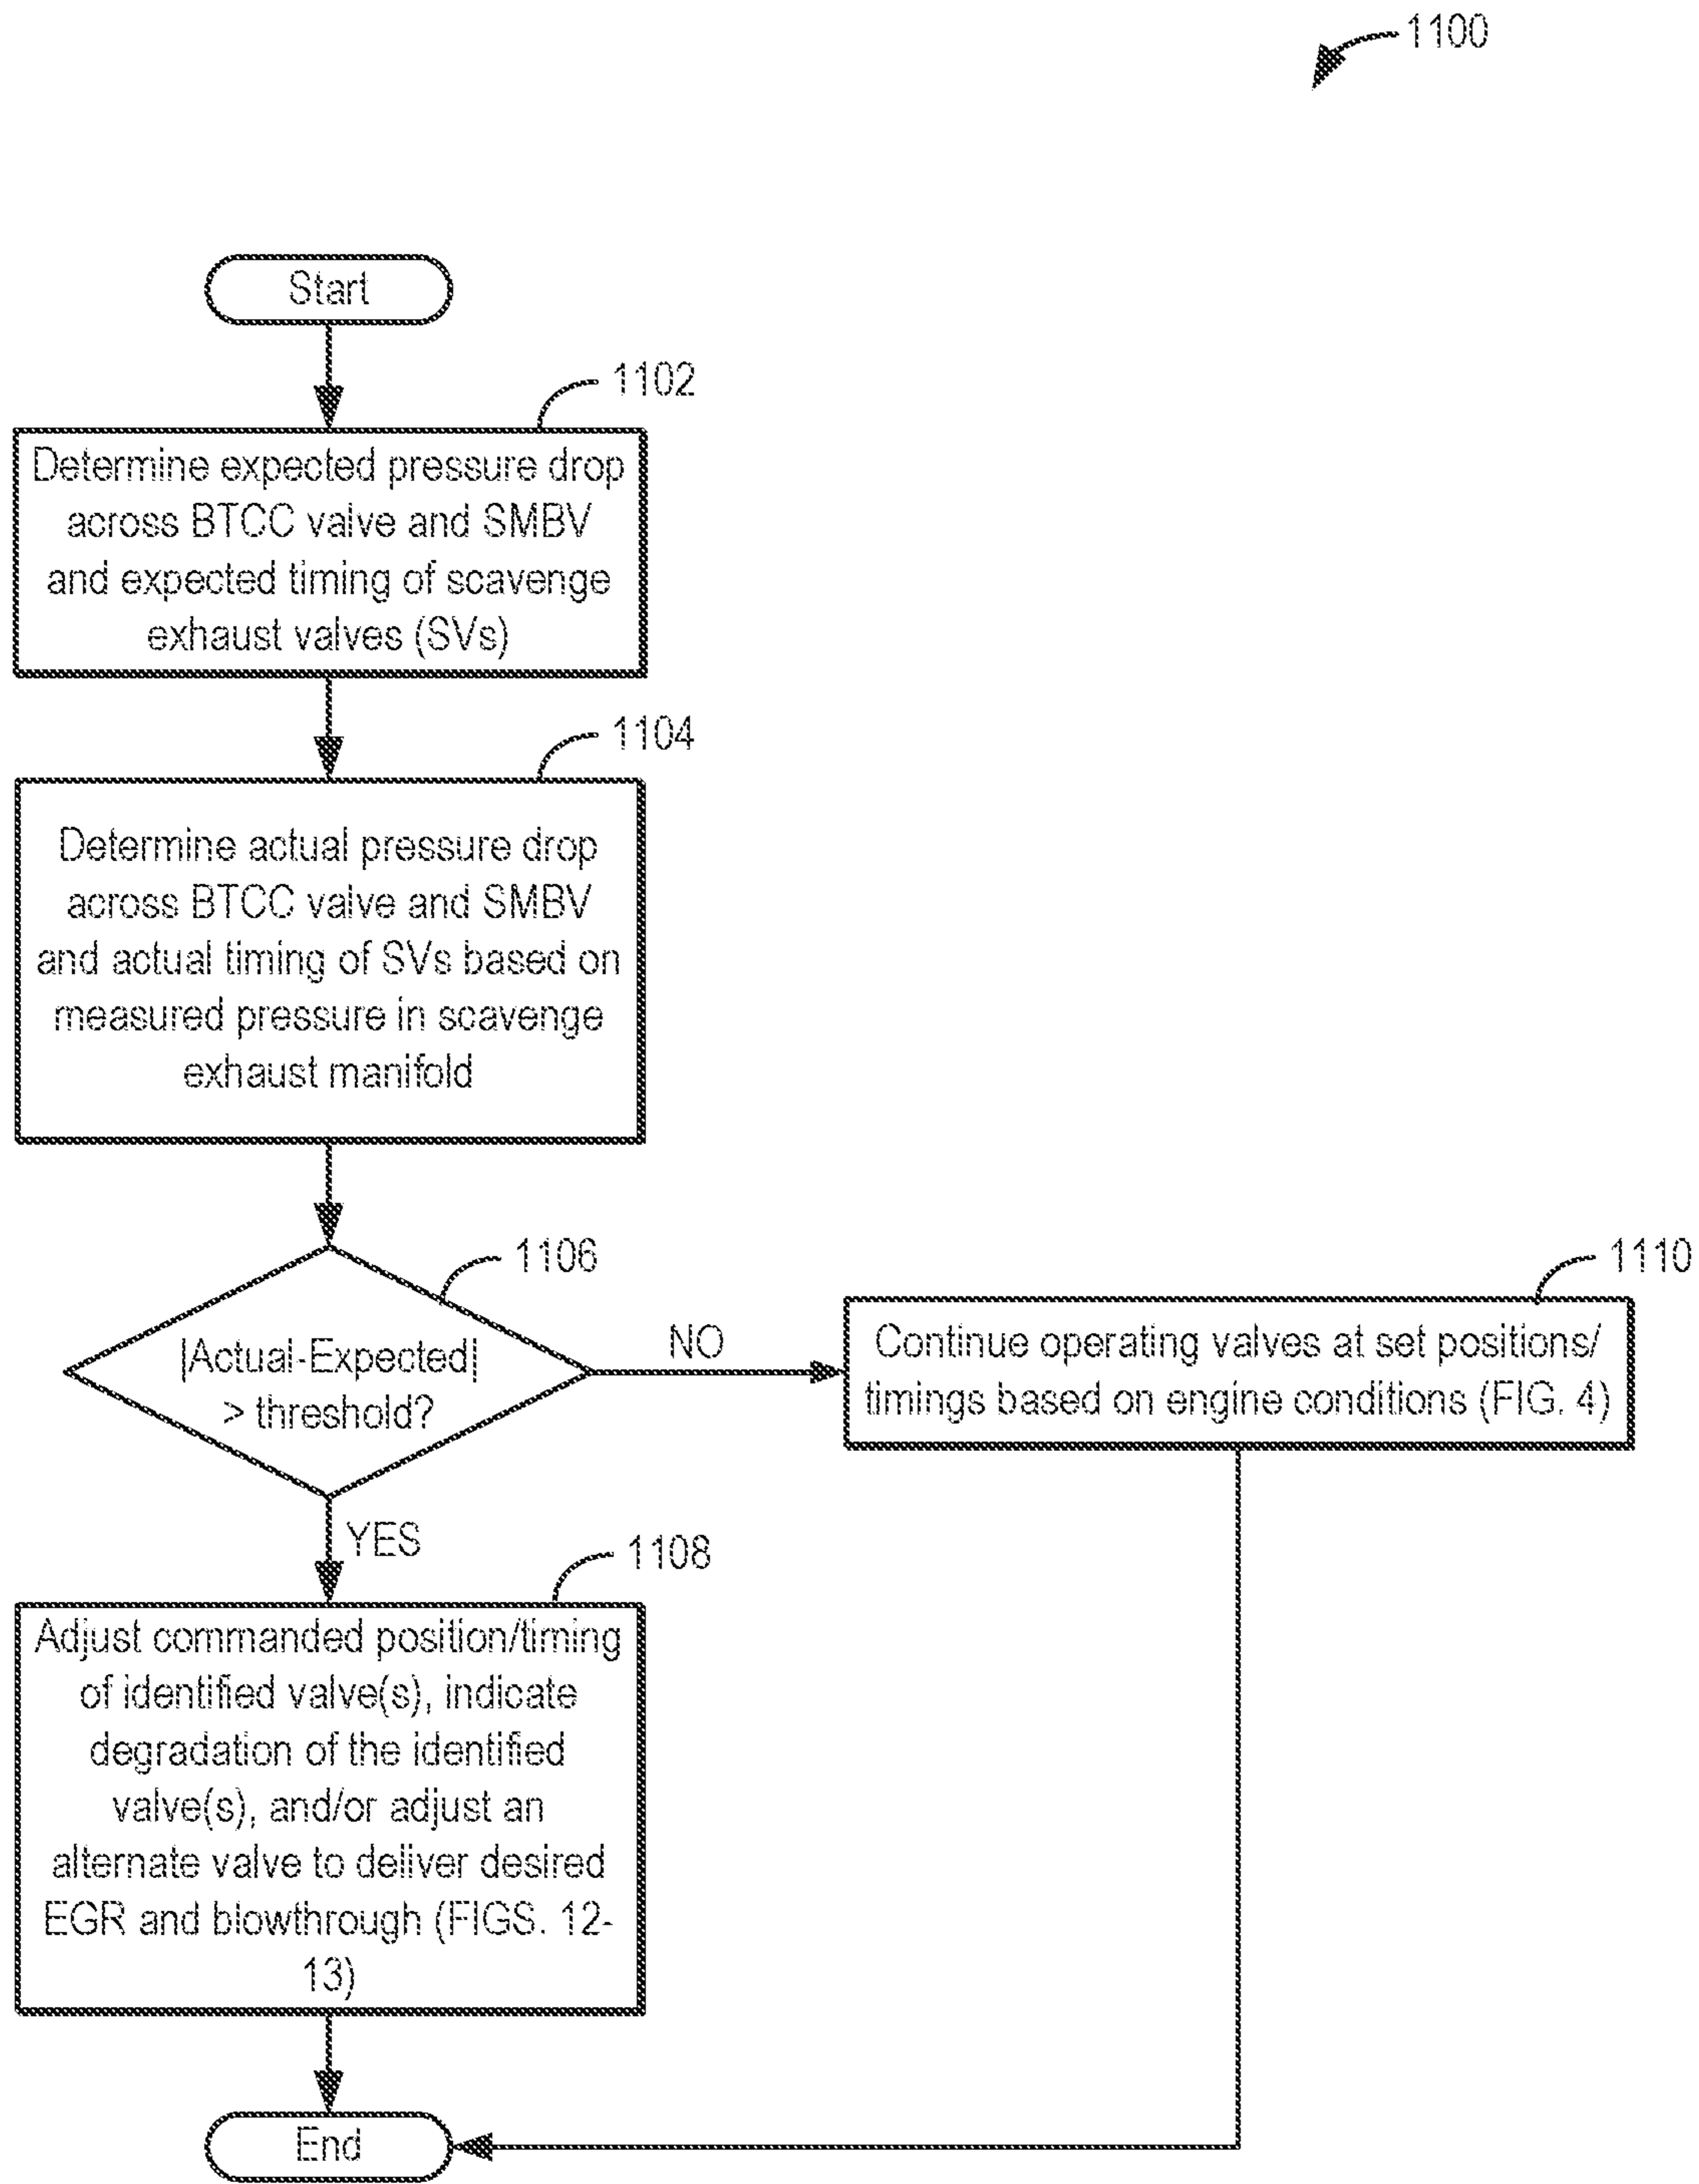 1100
Start
1102
Determine expected pressure drop
across BTCC valve and SMBV
and expected timing of scavenge
exhaust valves (SVs)
1104
Determine actual pressure drop
across BTCC valve and SMBV
and actual timing of SVs based on
measured pressure in scavenge
exhaust manifold
1106
|Actual-Expected|
> threshold?
NO
1110
Continue operating valves at set positions/
timings based on engine conditions (FIG. 4)
YES
1108
Adjust commanded position/timing
of identified valve(s), indicate
degradation of the identified
valve(s), and/or adjust an
alternate valve to deliver desired
EGR and blowthrough (FIGS. 12-
13)
End